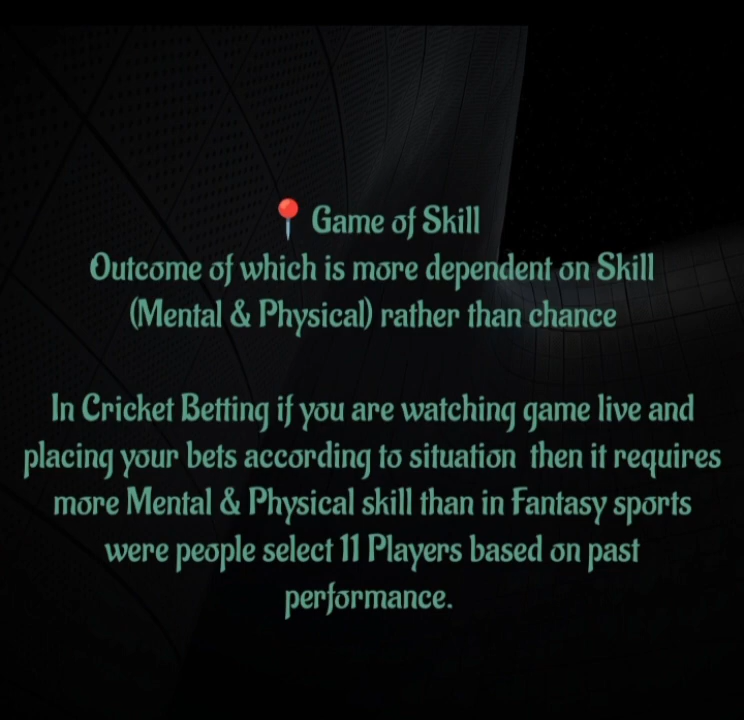 📍 Game of Skill
Outcome of which is more dependent on Skill
(Mental & Physical) rather than chance
In Cricket Betting if you are watching game live and
placing your bets according to situation then it requires
more Mental & Physical skill than in Fantasy sports
were people select 11 Players based on past
performance.